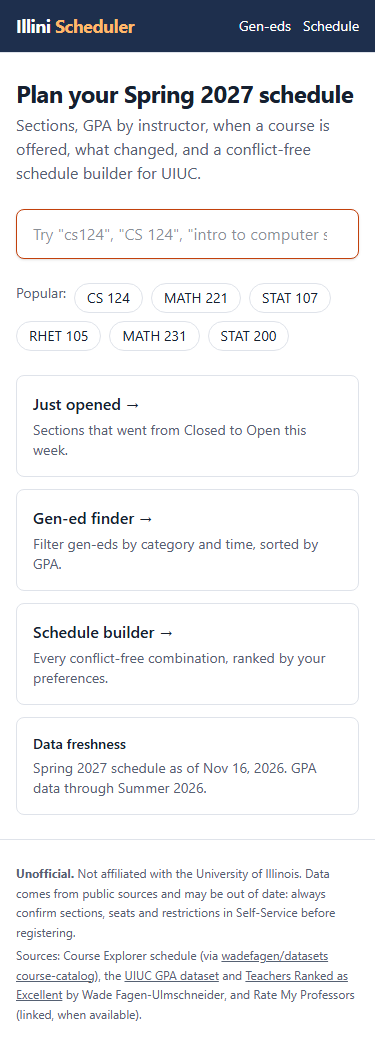 Illini Scheduler Gen-eds Schedule
Plan your Spring 2027 schedule
Sections, GPA by instructor, when a course is
offered, what changed, and a conflict-free
schedule builder for UIUC.
Try "cs124", "CS 124", "intro to computer s
Popular: CS 124 MATH 221 STAT 107
RHET 105 MATH 231 STAT 200
Just opened →
Sections that went from Closed to Open this
week.
Gen-ed finder →
Filter gen-eds by category and time, sorted by
GPA.
Schedule builder →
Every conflict-free combination, ranked by your
preferences.
Data freshness
Spring 2027 schedule as of Nov 16, 2026. GPA
data through Summer 2026.
Unofficial. Not affiliated with the University of Illinois. Data
comes from public sources and may be out of date: always
confirm sections, seats and restrictions in Self-Service before
registering.
Sources: Course Explorer schedule (via wadefagen/datasets
course-catalog), the UIUC GPA dataset and Teachers Ranked as
Excellent by Wade Fagen-Ulmschneider, and Rate My Professors
(linked, when available).